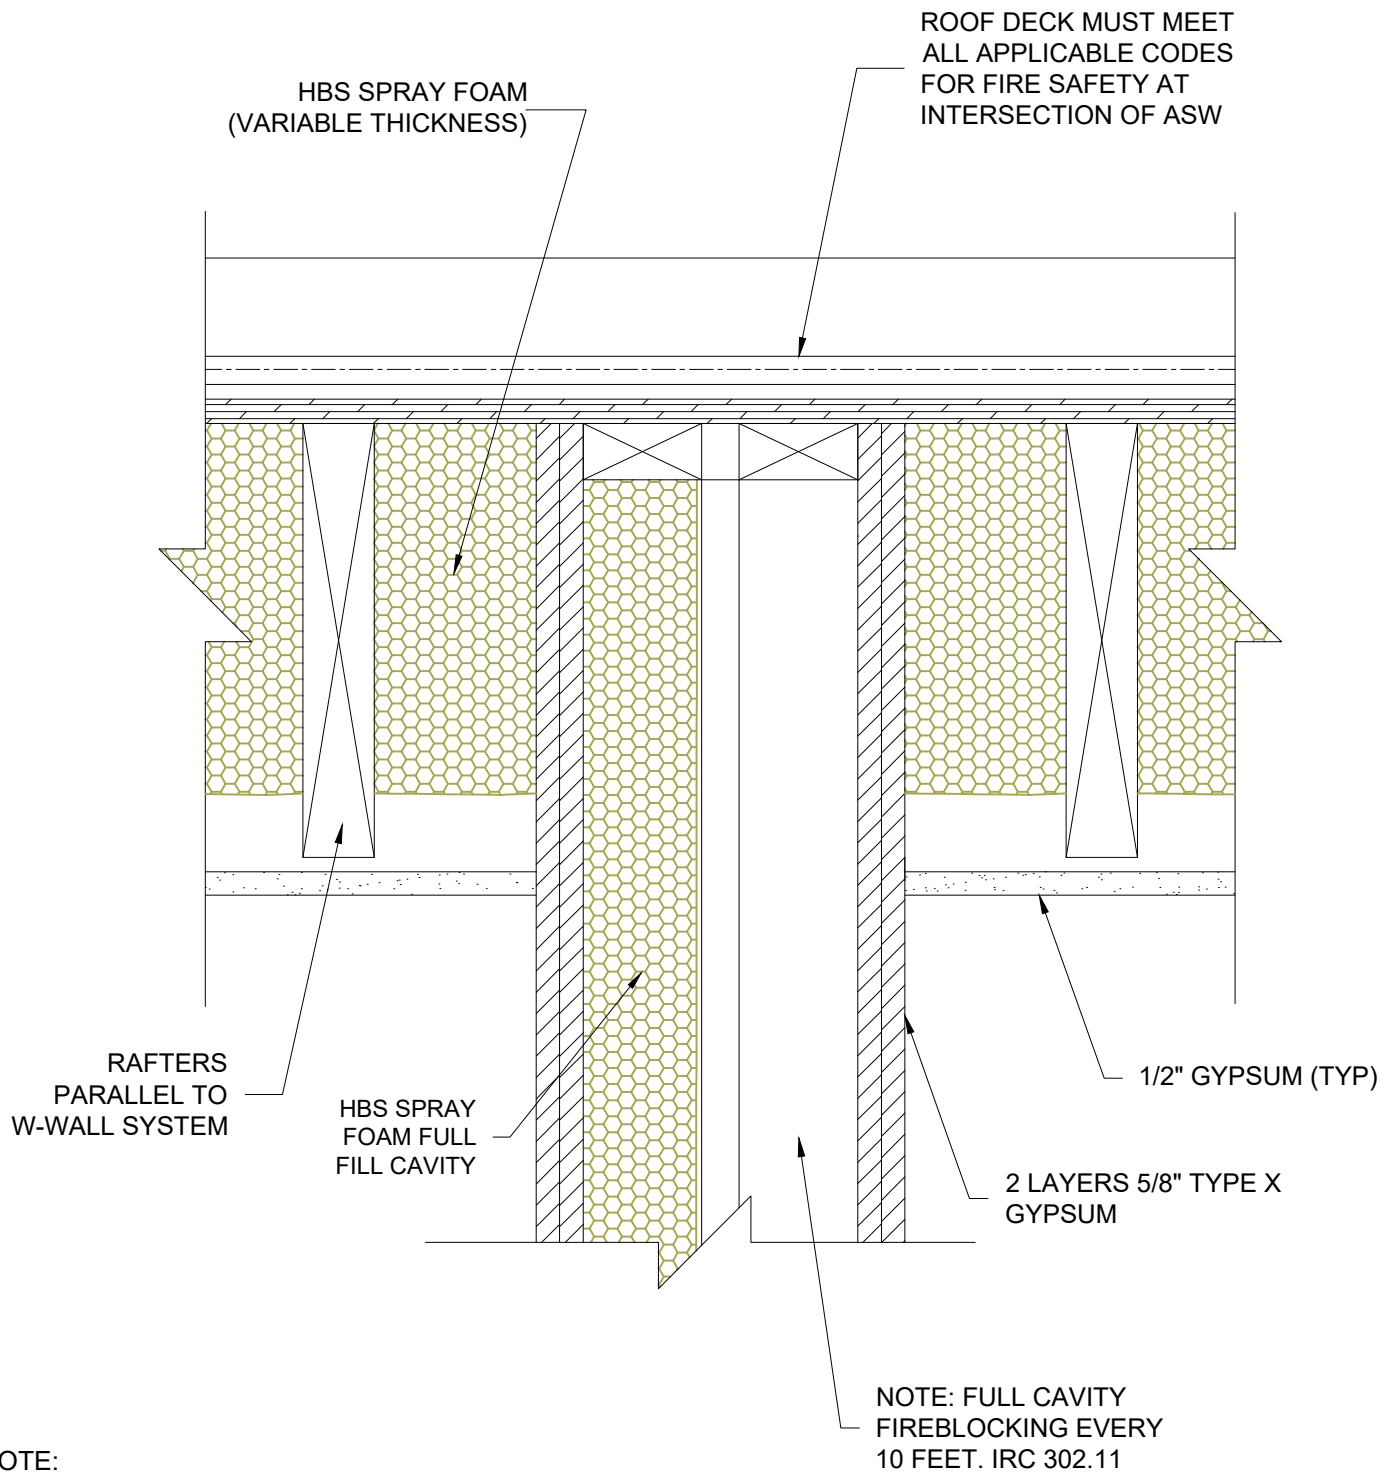 ROOF DECK MUST MEET
ALL APPLICABLE CODES
FOR FIRE SAFETY AT
INTERSECTION OF ASW
HBS SPRAY FOAM
(VARIABLE THICKNESS)
RAFTERS
PARALLEL TO
W-WALL SYSTEM
HBS SPRAY
FOAM FULL
FILL CAVITY
1/2" GYPSUM (TYP)
2 LAYERS 5/8" TYPE X
GYPSUM
NOTE: FULL CAVITY
FIREBLOCKING EVERY
10 FEET. IRC 302.11
OTE: